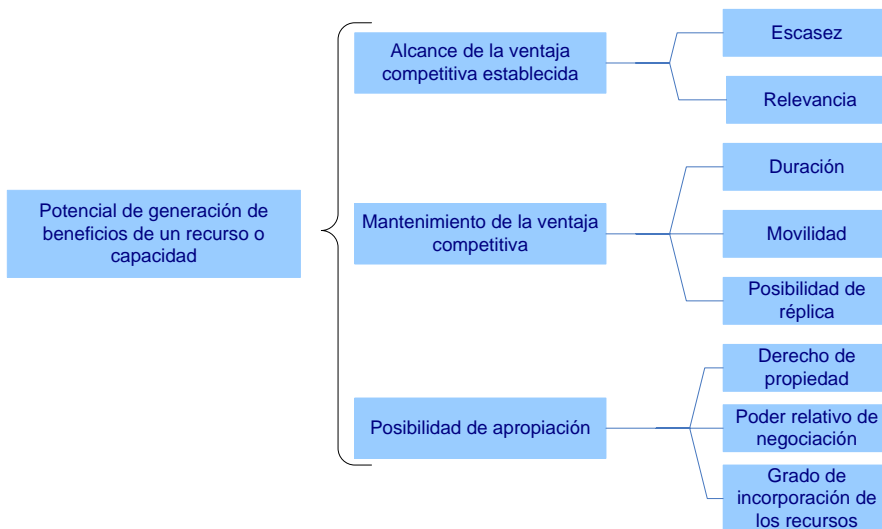 Potencial de generación de
beneficios de un recurso o
capacidad
Alcance de la ventaja
competitiva establecida
Escasez
Relevancia
Mantenimiento de la ventaja
competitiva
Duración
Movilidad
Posibilidad de
réplica
Posibilidad de apropiación
Derecho de
propiedad
Poder relativo de
negociación
Grado de
incorporación de
los recursos